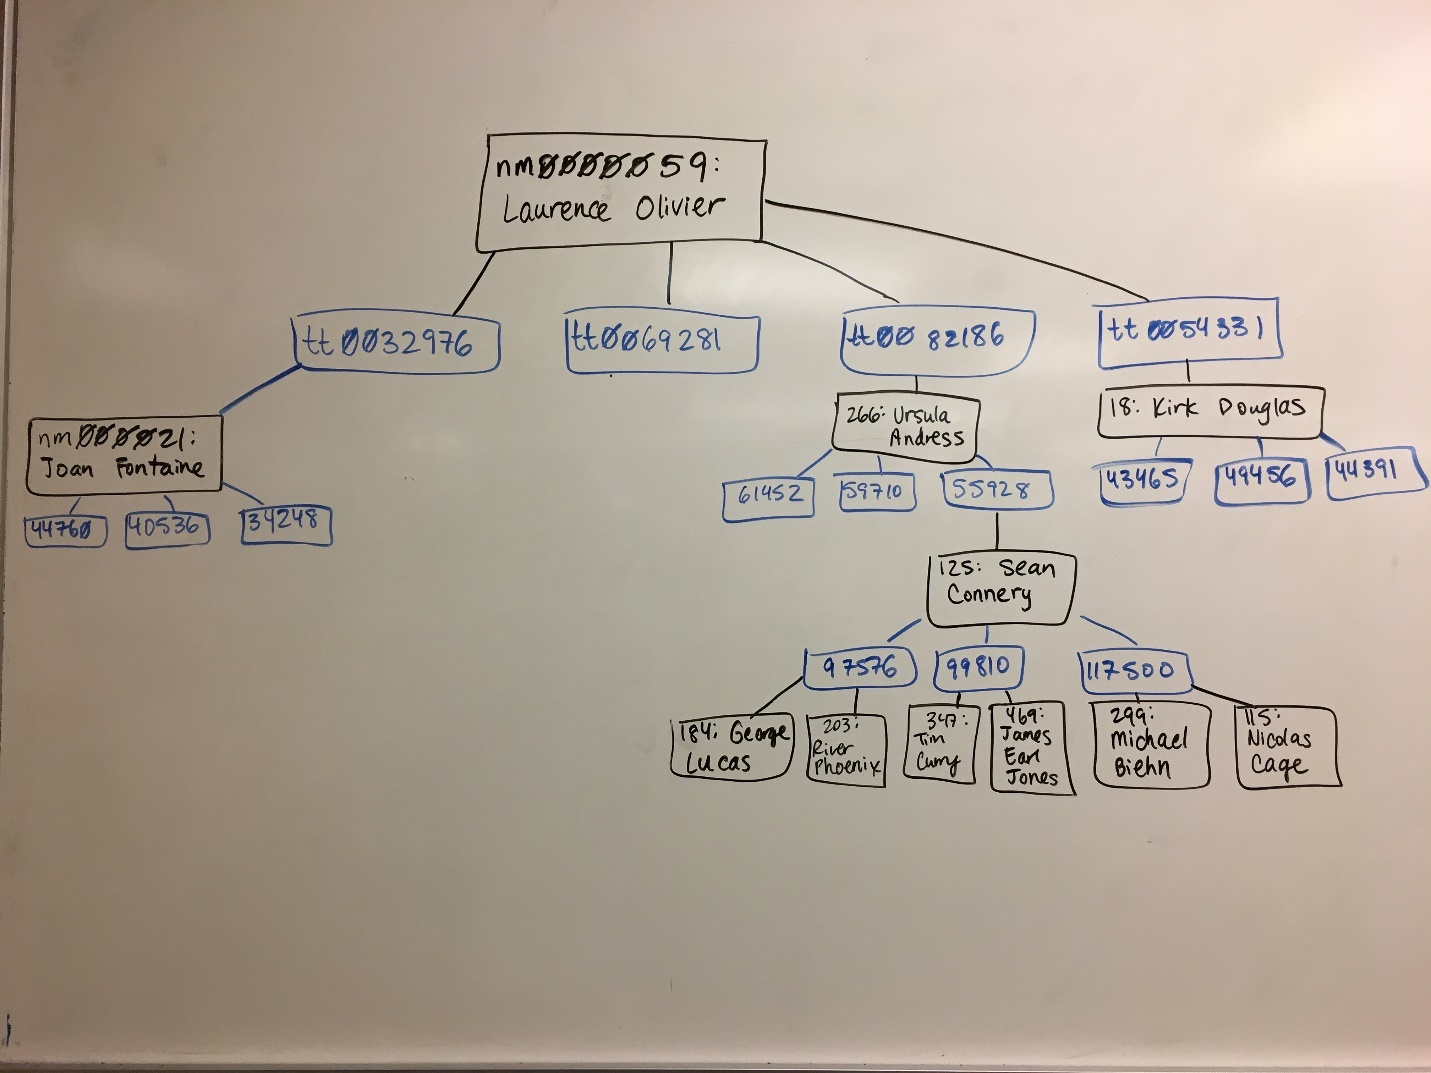 nm0000059:
Laurence Olivier
tt0032976
tt0069281
tt0082186
tt0054331
nm000021:
Joan Fontaine
266: Ursula
Andress
18: Kirk Douglas
44760
40536
34248
61452
59710
55928
43465
49456
44391
125: Sean
Connery
97576
99810
117500
184: George
Lucas
203:
River
Phoenix
347:
Tim
Curry
469:
James
Earl
Jones
299:
Michael
Biehn
115:
Nicolas
Cage